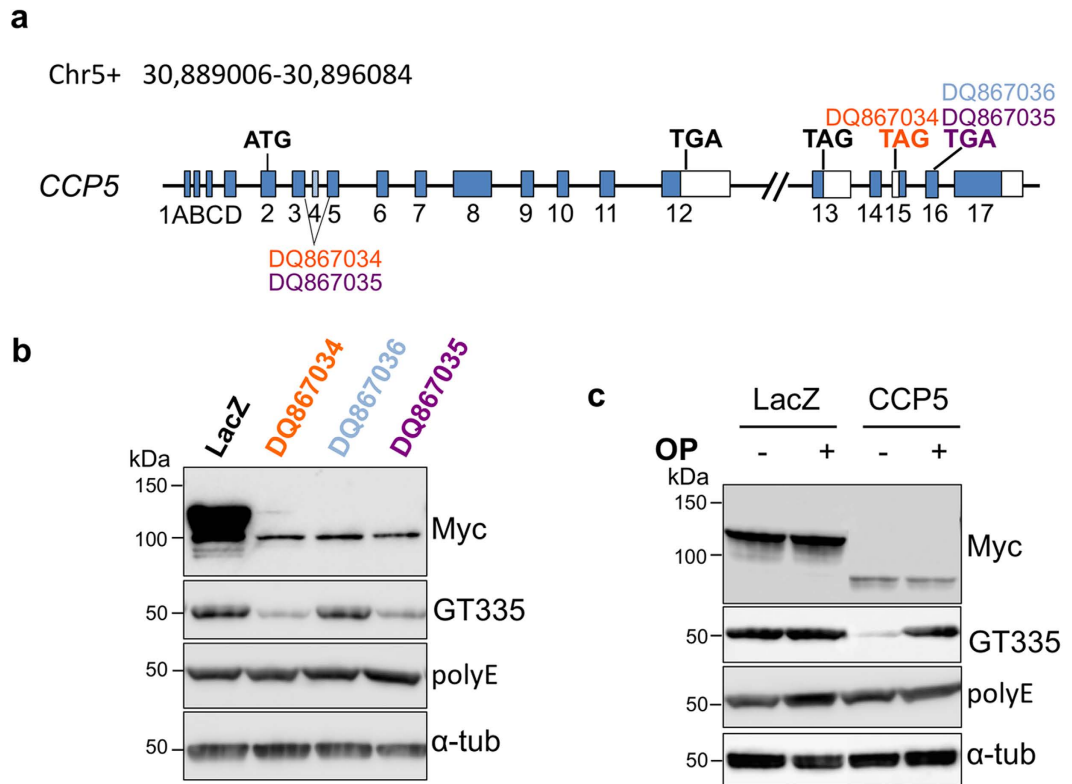 a
Chr5+ 30,889006-30,896084
DQ867036
DQ867034 DQ867035
ATG TGA TAG TAG TGA
CCP5
1ABCD 2 3 4 5 6 7 8 9 10 11 12 13 14 15 16 17
DQ867034
DQ867035
b
LacZ DQ867034 DQ867036 DQ867035
kDa
150
100
Myc
50
GT335
50
polyE
50
α-tub
c
LacZ CCP5
OP - + - +
kDa
150
100
Myc
50
GT335
50
polyE
50
α-tub